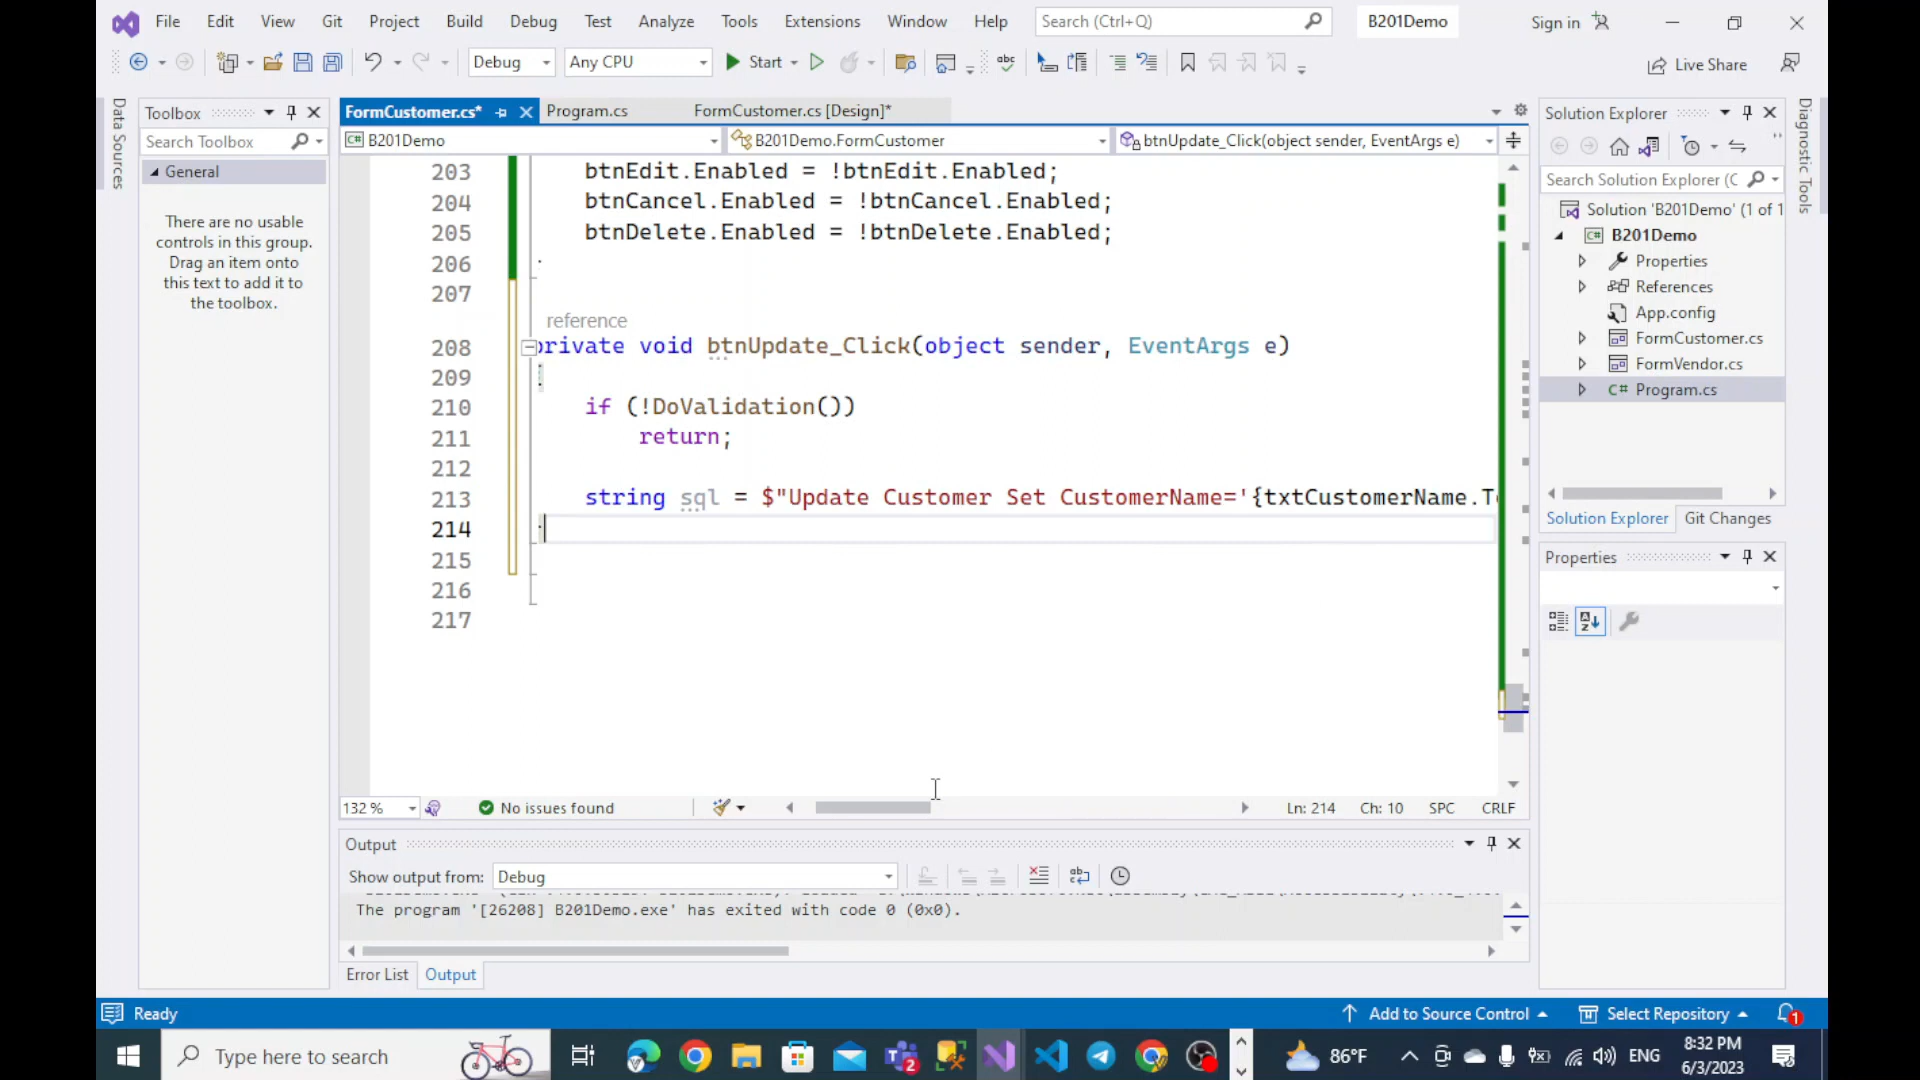 File Edit View Git Project Build Debug Test Analyze Tools Extensions Window Help Search (Ctrl+Q) B201Demo Sign in
Debug Any CPU Start Live Share
Data Sources
Toolbox
Search Toolbox
General
There are no usable
controls in this group.
Drag an item onto
this text to add it to
the toolbox.
FormCustomer.cs* Program.cs FormCustomer.cs [Design]*
B201Demo B201Demo.FormCustomer btnUpdate_Click(object sender, EventArgs e)
203 btnEdit.Enabled = !btnEdit.Enabled;
204 btnCancel.Enabled = !btnCancel.Enabled;
205 btnDelete.Enabled = !btnDelete.Enabled;
206
207
reference
208 private void btnUpdate_Click(object sender, EventArgs e)
209
210 if (!DoValidation())
211 return;
212
213 string sql = $"Update Customer Set CustomerName='{txtCustomerName.T
214
215
216
217
132 % No issues found Ln: 214 Ch: 10 SPC CRLF
Output
Show output from: Debug
The program '[26208] B201Demo.exe' has exited with code 0 (0x0).
Error List Output
Solution Explorer
Search Solution Explorer (C
Solution 'B201Demo' (1 of 1
B201Demo
Properties
References
App.config
FormCustomer.cs
FormVendor.cs
Program.cs
Solution Explorer Git Changes
Properties
Diagnostic Tools
Ready Add to Source Control Select Repository 1
Type here to search 2 86°F ENG 8:32 PM
6/3/2023